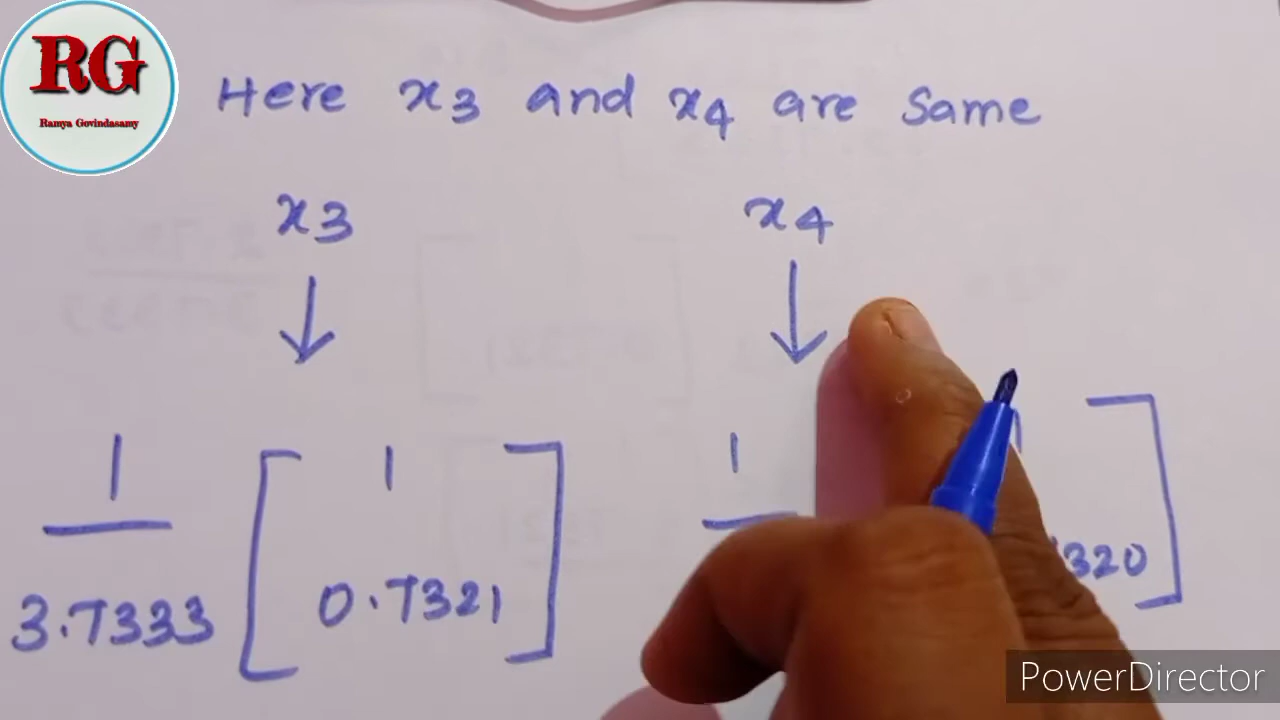 RG
Ramya Govindasamy
Here x3 and x4 are same
x3 x4
1 [ 1 ] 1 ]
3.7333 0.7321 320
PowerDirector